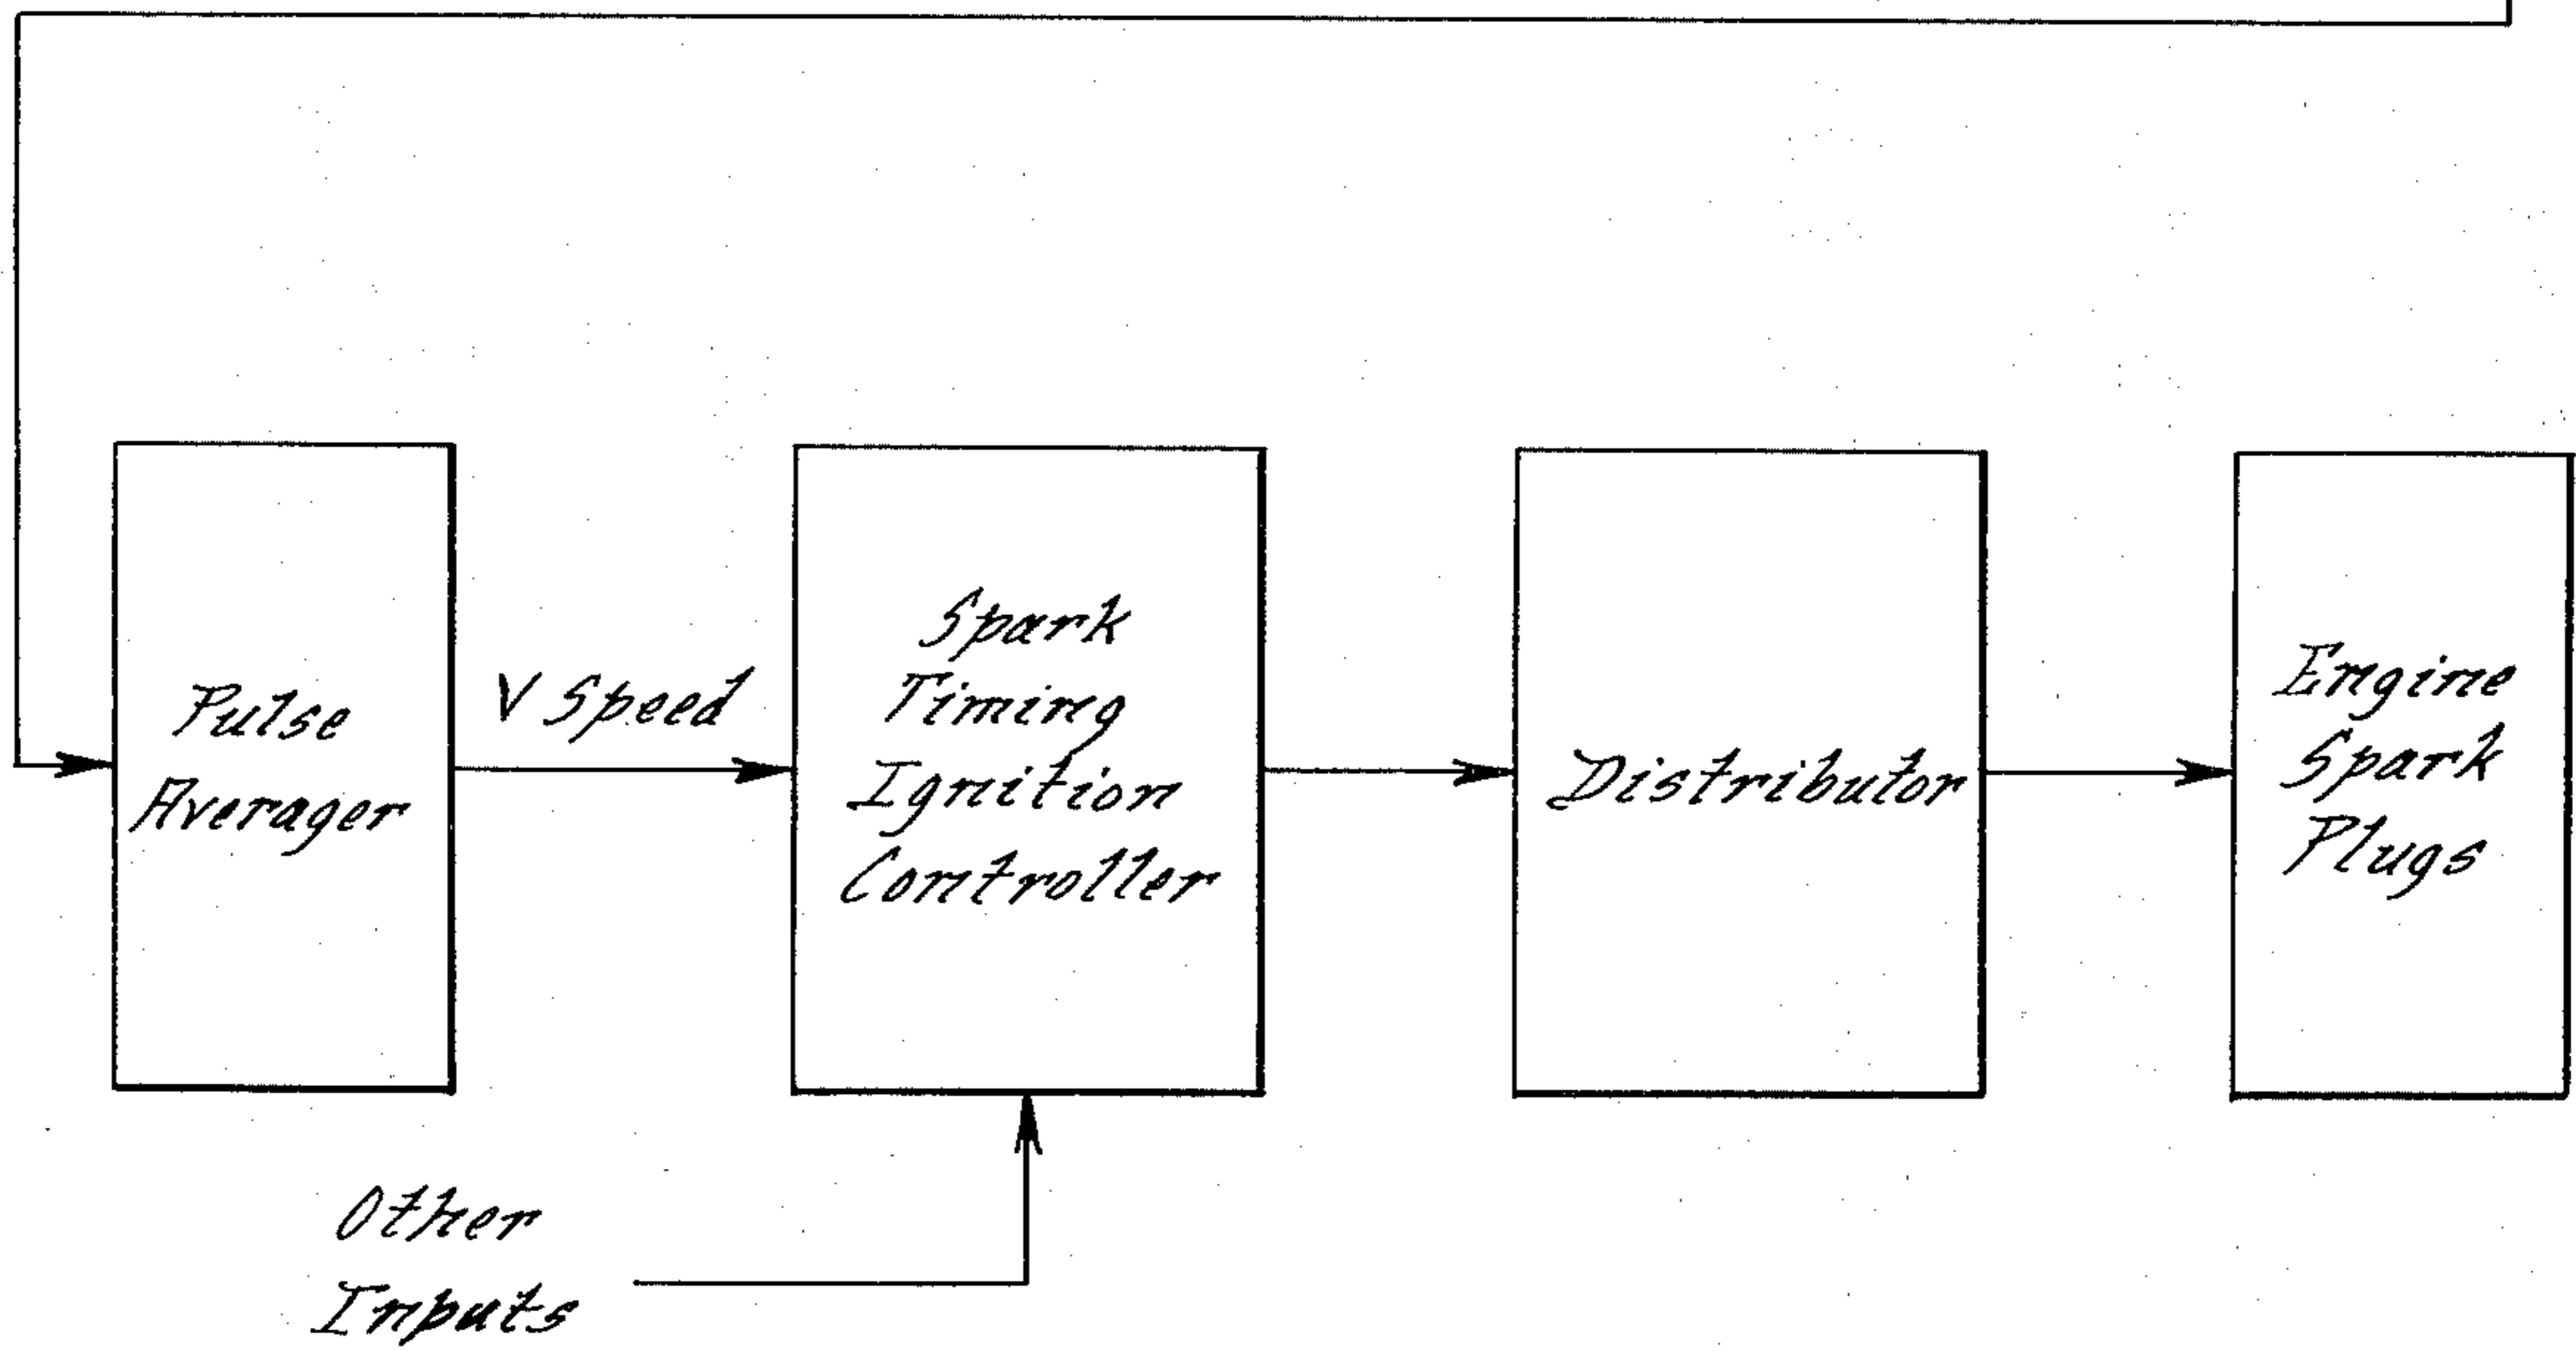 Pulse
Averager
V Speed
Spark
Timing
Ignition
Controller
Distributor
Engine
Spark
Plugs
Other
Inputs